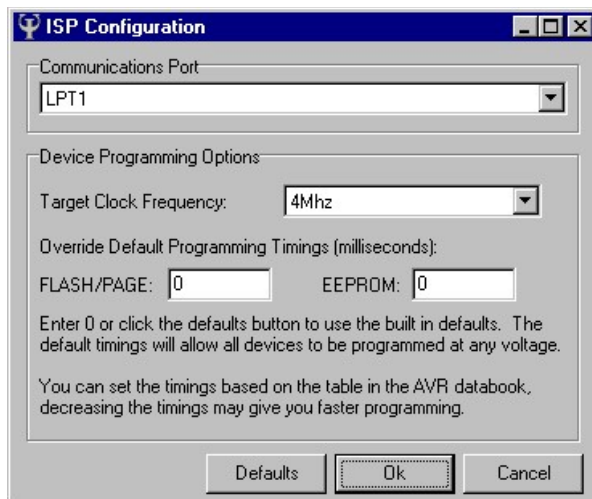 ISP Configuration
Communications Port
LPT1
Device Programming Options
Target Clock Frequency: 4Mhz
Override Default Programming Timings (milliseconds):
FLASH/PAGE: 0 EEPROM: 0
Enter 0 or click the defaults button to use the built in defaults. The
default timings will allow all devices to be programmed at any voltage.
You can set the timings based on the table in the AVR databook,
decreasing the timings may give you faster programming.
Defaults Ok Cancel